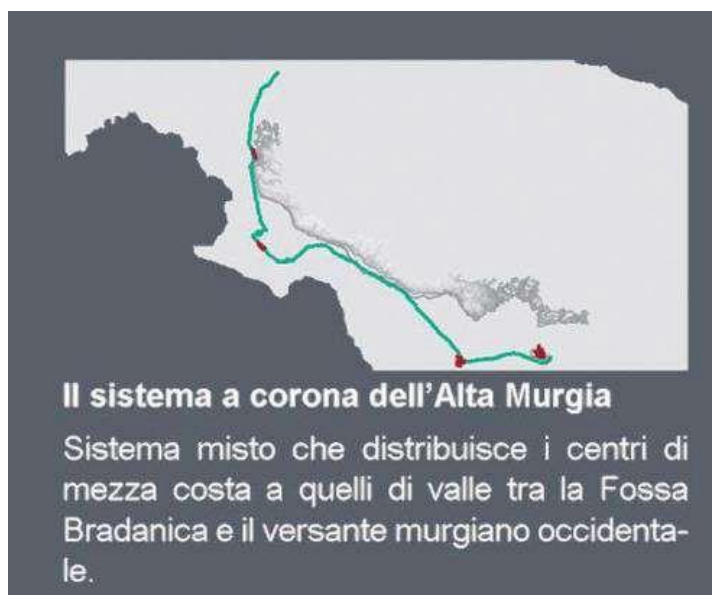 Il sistema a corona dell’Alta Murgia
Sistema misto che distribuisce i centri di
mezza costa a quelli di valle tra la Fossa
Bradanica e il versante murgiano occidenta-
le.